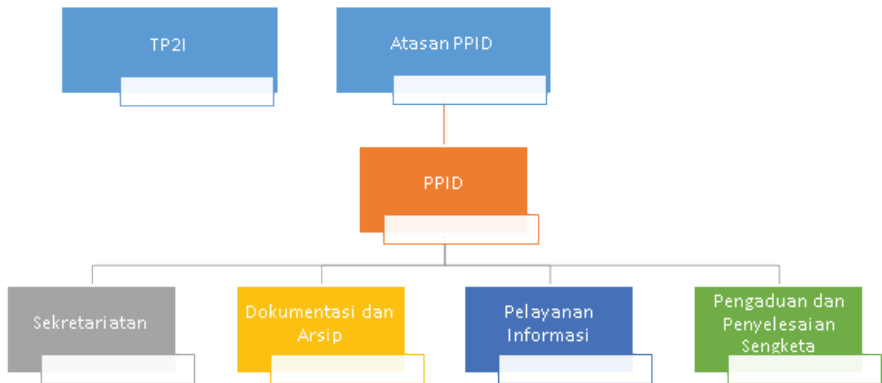 TP2I
Atasan PPID
PPID
Sekretariatan
Dokumentasi dan
Arsip
Pelayanan
Informasi
Pengaduan dan
Penyelesaian
Sengketa